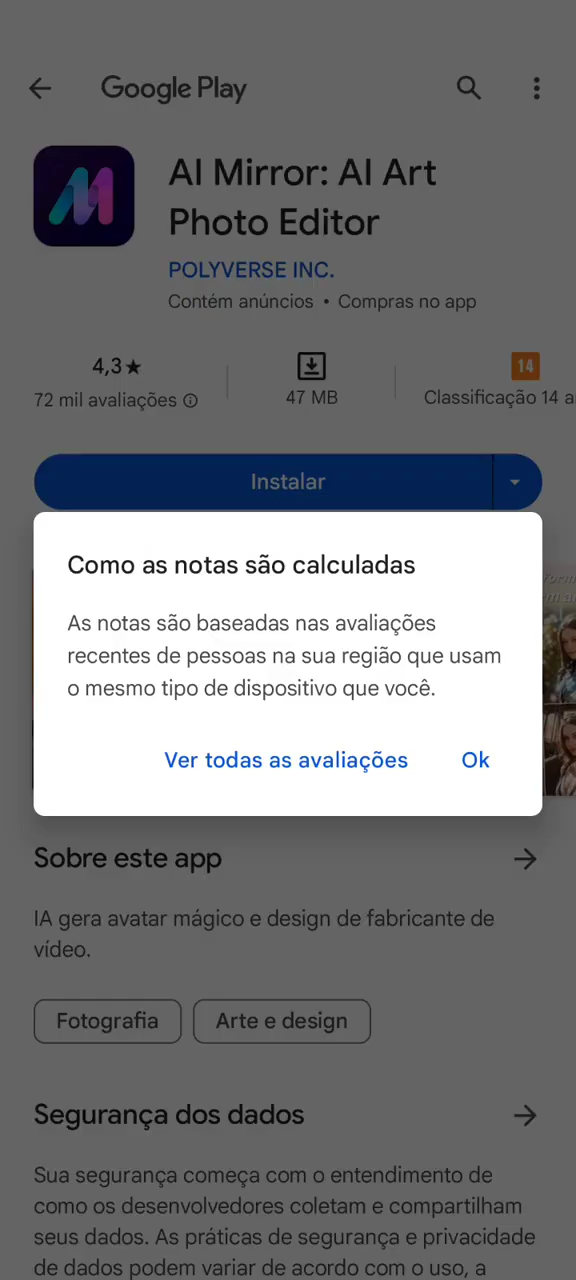 Google Play
AI Mirror: AI Art
Photo Editor
POLYVERSE INC.
Contém anúncios • Compras no app
4,3★
72 mil avaliações
47 MB
14
Classificação 14 a
Instalar
Como as notas são calculadas
As notas são baseadas nas avaliações
recentes de pessoas na sua região que usam
o mesmo tipo de dispositivo que você.
Ver todas as avaliações
Ok
Sobre este app
IA gera avatar mágico e design de fabricante de
vídeo.
Fotografia
Arte e design
Segurança dos dados
Sua segurança começa com o entendimento de
como os desenvolvedores coletam e compartilham
seus dados. As práticas de segurança e privacidade
de dados podem variar de acordo com o uso, a